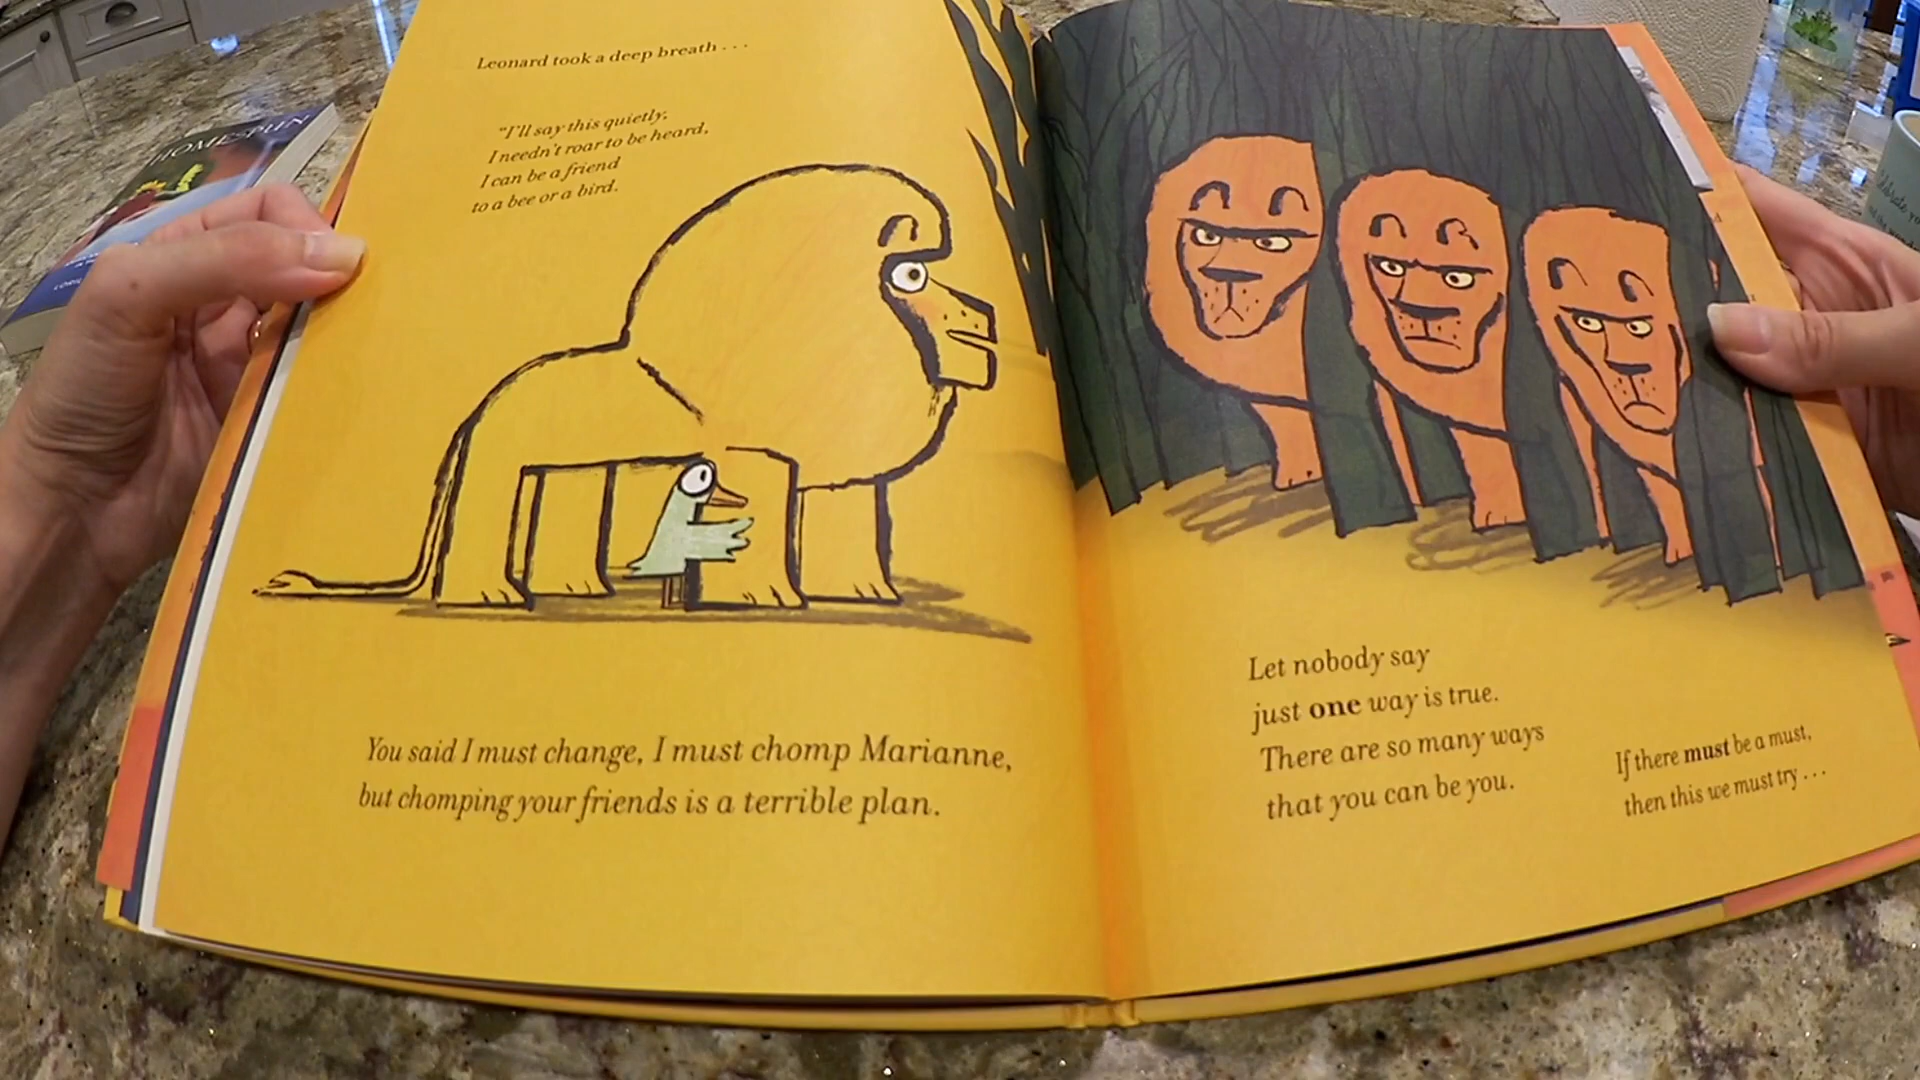 Leonard took a deep breath . . .
“I’ll say this quietly,
I needn’t roar to be heard,
I can be a friend
to a bee or a bird.
You said I must change, I must chomp Marianne,
but chomping your friends is a terrible plan.
Let nobody say
just one way is true.
There are so many ways
that you can be you.
If there must be a must,
then this we must try . . .
HOMESPUN